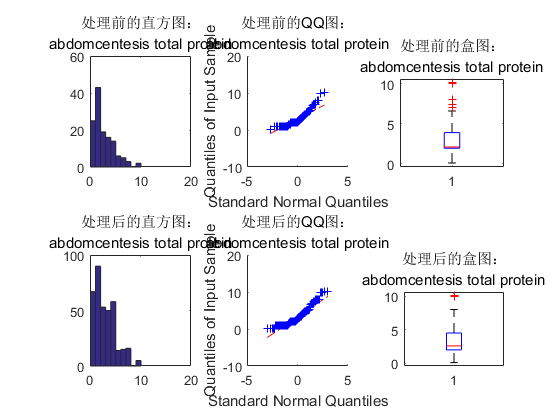 处理前的直方图:
abdomcentesis total protein
60
40
20
0
0
10
20
处理前的QQ图:
abdomcentesis total protein
Quantiles of Input Sample
20
10
0
-10
-5
0
5
Standard Normal Quantiles
处理前的盒图:
abdomcentesis total protein
10
5
0
1
处理后的直方图:
abdomcentesis total protein
100
50
0
0
10
20
处理后的QQ图:
abdomcentesis total protein
Quantiles of Input Sample
20
10
0
-10
-5
0
5
Standard Normal Quantiles
处理后的盒图:
abdomcentesis total protein
10
5
0
1